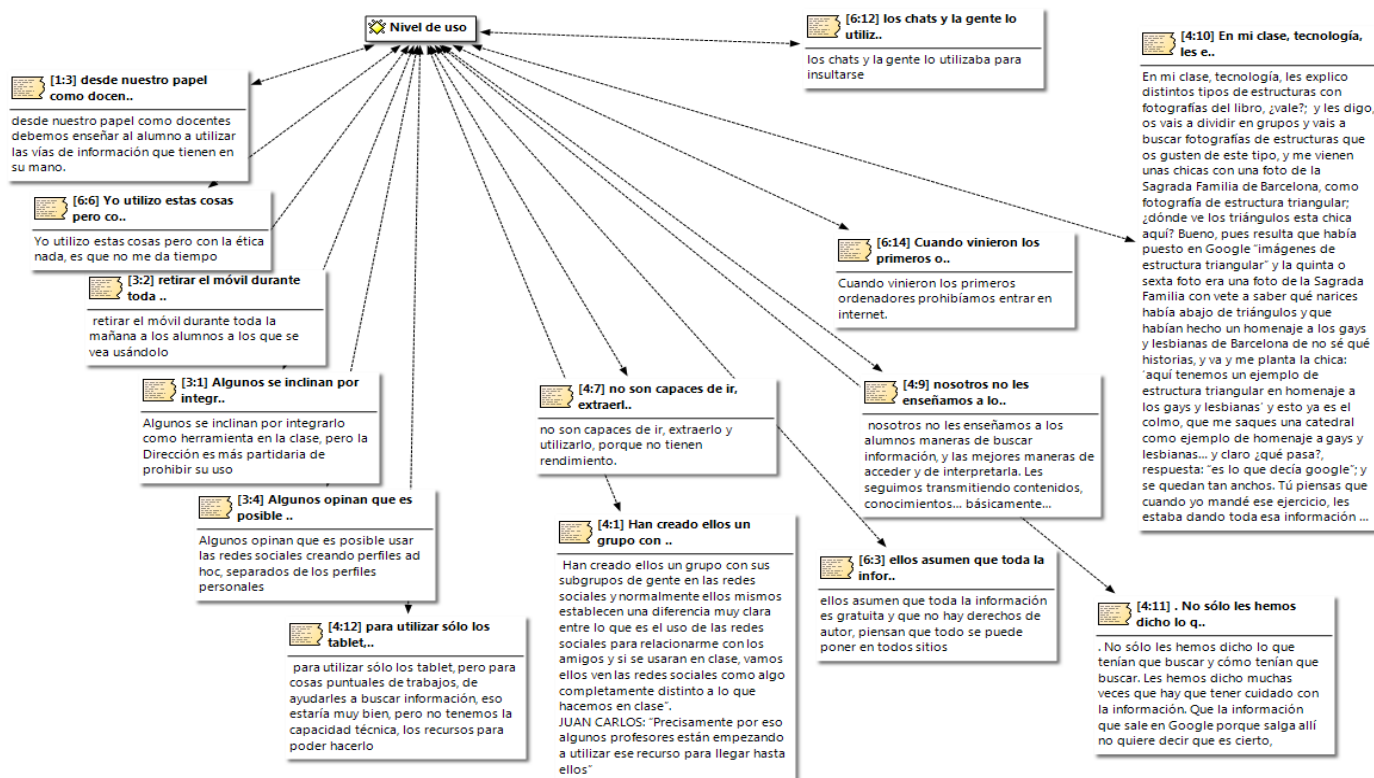 Nivel de uso
[6:12] los chats y la gente lo
utiliz..
los chats y la gente lo utilizaba para
insultarse
[4:10] En mi clase, tecnología,
les e..
En mi clase, tecnología, les explico
distintos tipos de estructuras con
fotografías del libro, ¿vale?;  y les digo,
os vais a dividir en grupos y vais a
buscar fotografías de estructuras que
os gusten de este tipo, y me vienen
unas chicas con una foto de la
Sagrada Familia de Barcelona, como
fotografía de estructura triangular;
¿dónde ve los triángulos esta chica
aquí? Bueno, pues resulta que había
puesto en Google "imágenes de
estructura triangular" y la quinta o
sexta foto era una foto de la Sagrada
Familia con vete a saber qué narices
había abajo de triángulos y que
habían hecho un homenaje a los gays
y lesbianas de Barcelona de no sé qué
historias, y va y me planta la chica:
'aquí tenemos un ejemplo de
estructura triangular en homenaje a
los gays y lesbianas' y esto ya es el
colmo, que me saques una catedral
como ejemplo de homenaje a gays y
lesbianas... y claro ¿qué pasa?,
respuesta: "es lo que decía google"; y
se quedan tan anchos. Tú piensas que
cuando yo mandé ese ejercicio, les
estaba dando toda esa información ...
[1:3] desde nuestro papel
como docen..
desde nuestro papel como docentes
debemos enseñar al alumno a utilizar
las vías de información que tienen en
su mano.
[6:6] Yo utilizo estas cosas
pero co..
Yo utilizo estas cosas pero con la ética
nada, es que no me da tiempo
[3:2] retirar el móvil durante
toda ..
retirar el móvil durante toda la
mañana a los alumnos a los que se
vea usándolo
[6:14] Cuando vinieron los
primeros o..
Cuando vinieron los primeros
ordenadores prohibíamos entrar en
internet.
[3:1] Algunos se inclinan por
integr..
Algunos se inclinan por integrarlo
como herramienta en la clase, pero la
Dirección es más partidaria de
prohibir su uso
[4:7] no son capaces de ir,
extraerl..
no son capaces de ir, extraerlo y
utilizarlo, porque no tienen
rendimiento.
[4:9] nosotros no les
enseñamos a lo..
nosotros no les enseñamos a los
alumnos maneras de buscar
información, y las mejores maneras de
acceder y de interpretarla. Les
seguimos transmitiendo contenidos,
conocimientos... básicamente...
[3:4] Algunos opinan que es
posible ..
Algunos opinan que es posible usar
las redes sociales creando perfiles ad
hoc, separados de los perfiles
personales
[4:1] Han creado ellos un
grupo con ..
Han creado ellos un grupo con sus
subgrupos de gente en las redes
sociales y normalmente ellos mismos
establecen una diferencia muy clara
entre lo que es el uso de las redes
sociales para relacionarme con los
amigos y si se usaran en clase, vamos
ellos ven las redes sociales como algo
completamente distinto a lo que
hacemos en clase".
JUAN CARLOS: "Precisamente por eso
algunos profesores están empezando
a utilizar ese recurso para llegar hasta
ellos"
[6:3] ellos asumen que toda la
infor..
ellos asumen que toda la información
es gratuita y que no hay derechos de
autor, piensan que todo se puede
poner en todos sitios
[4:11] . No sólo les hemos
dicho lo q..
. No sólo les hemos dicho lo que
tenían que buscar y cómo tenían que
buscar. Les hemos dicho muchas
veces que hay que tener cuidado con
la información. Que la información
que sale en Google porque salga allí
no quiere decir que es cierto,
[4:12] para utilizar sólo los
tablet,..
para utilizar sólo los tablet, pero para
cosas puntuales de trabajos, de
ayudarles a buscar información, eso
estaría muy bien, pero no tenemos la
capacidad técnica, los recursos para
poder hacerlo